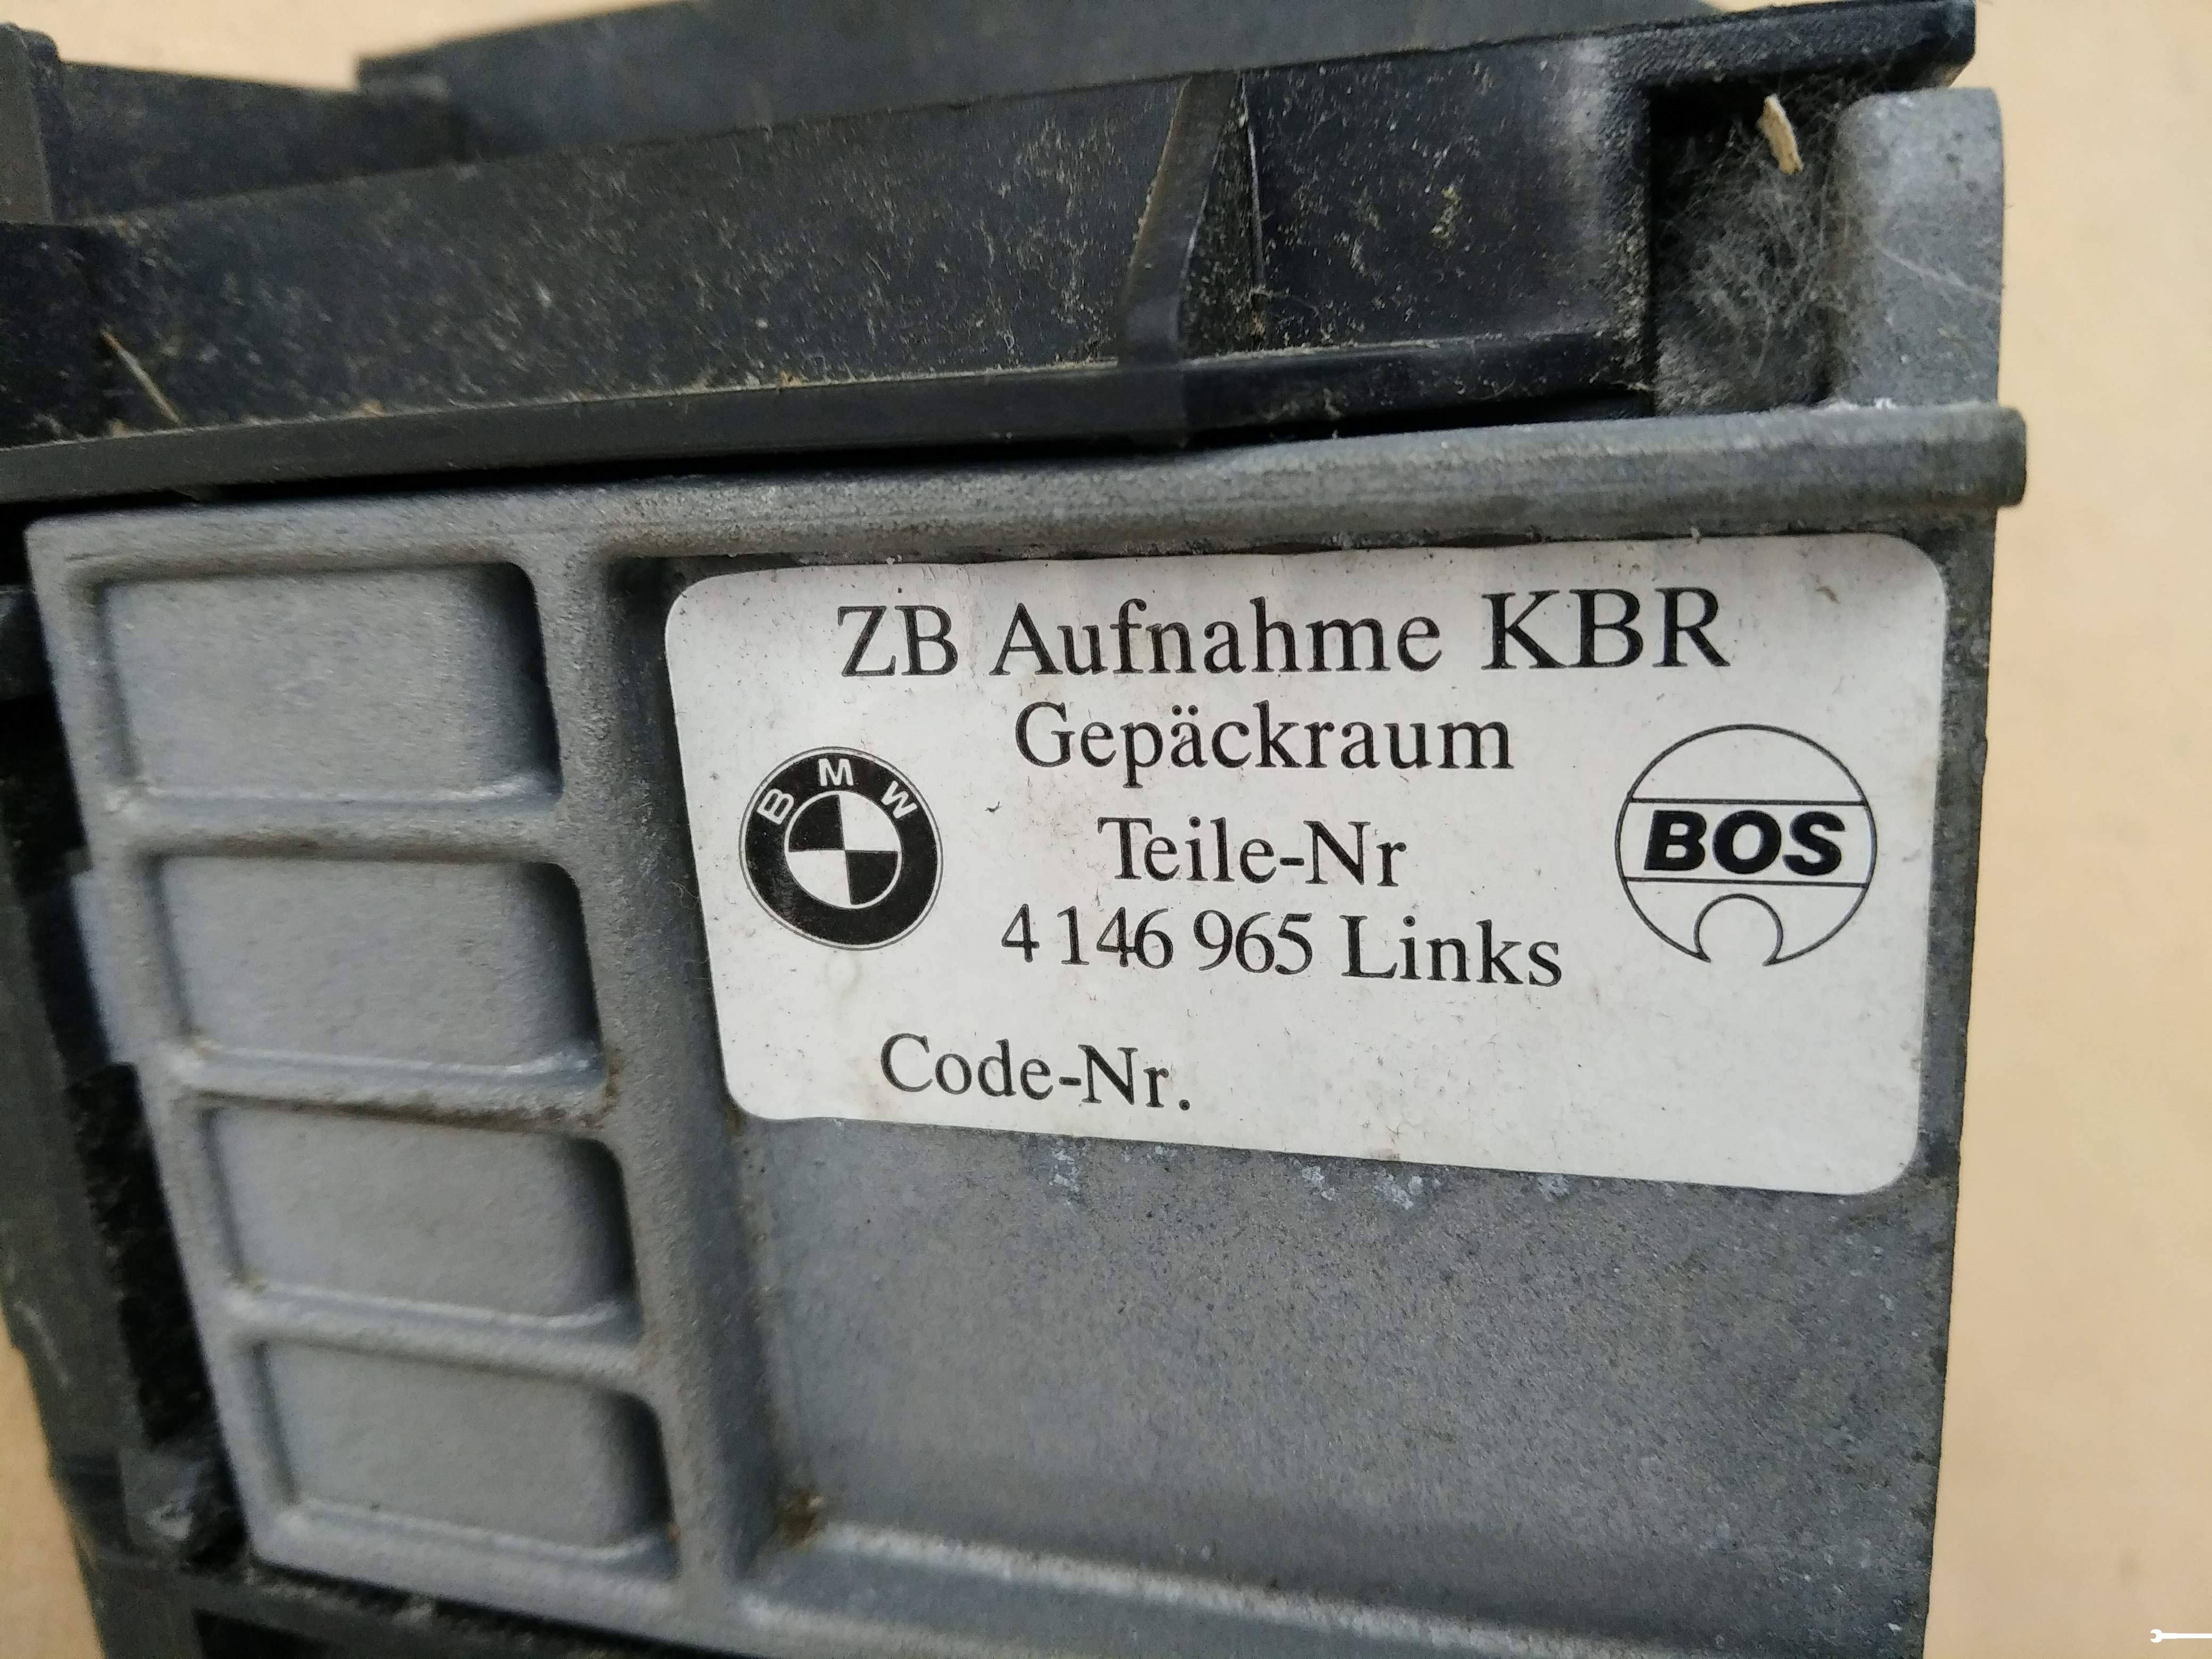 ZB Aufnahme KBR
Gepäckraum
BMW
BOS
Teile-Nr
4 146 965 Links
Code-Nr.